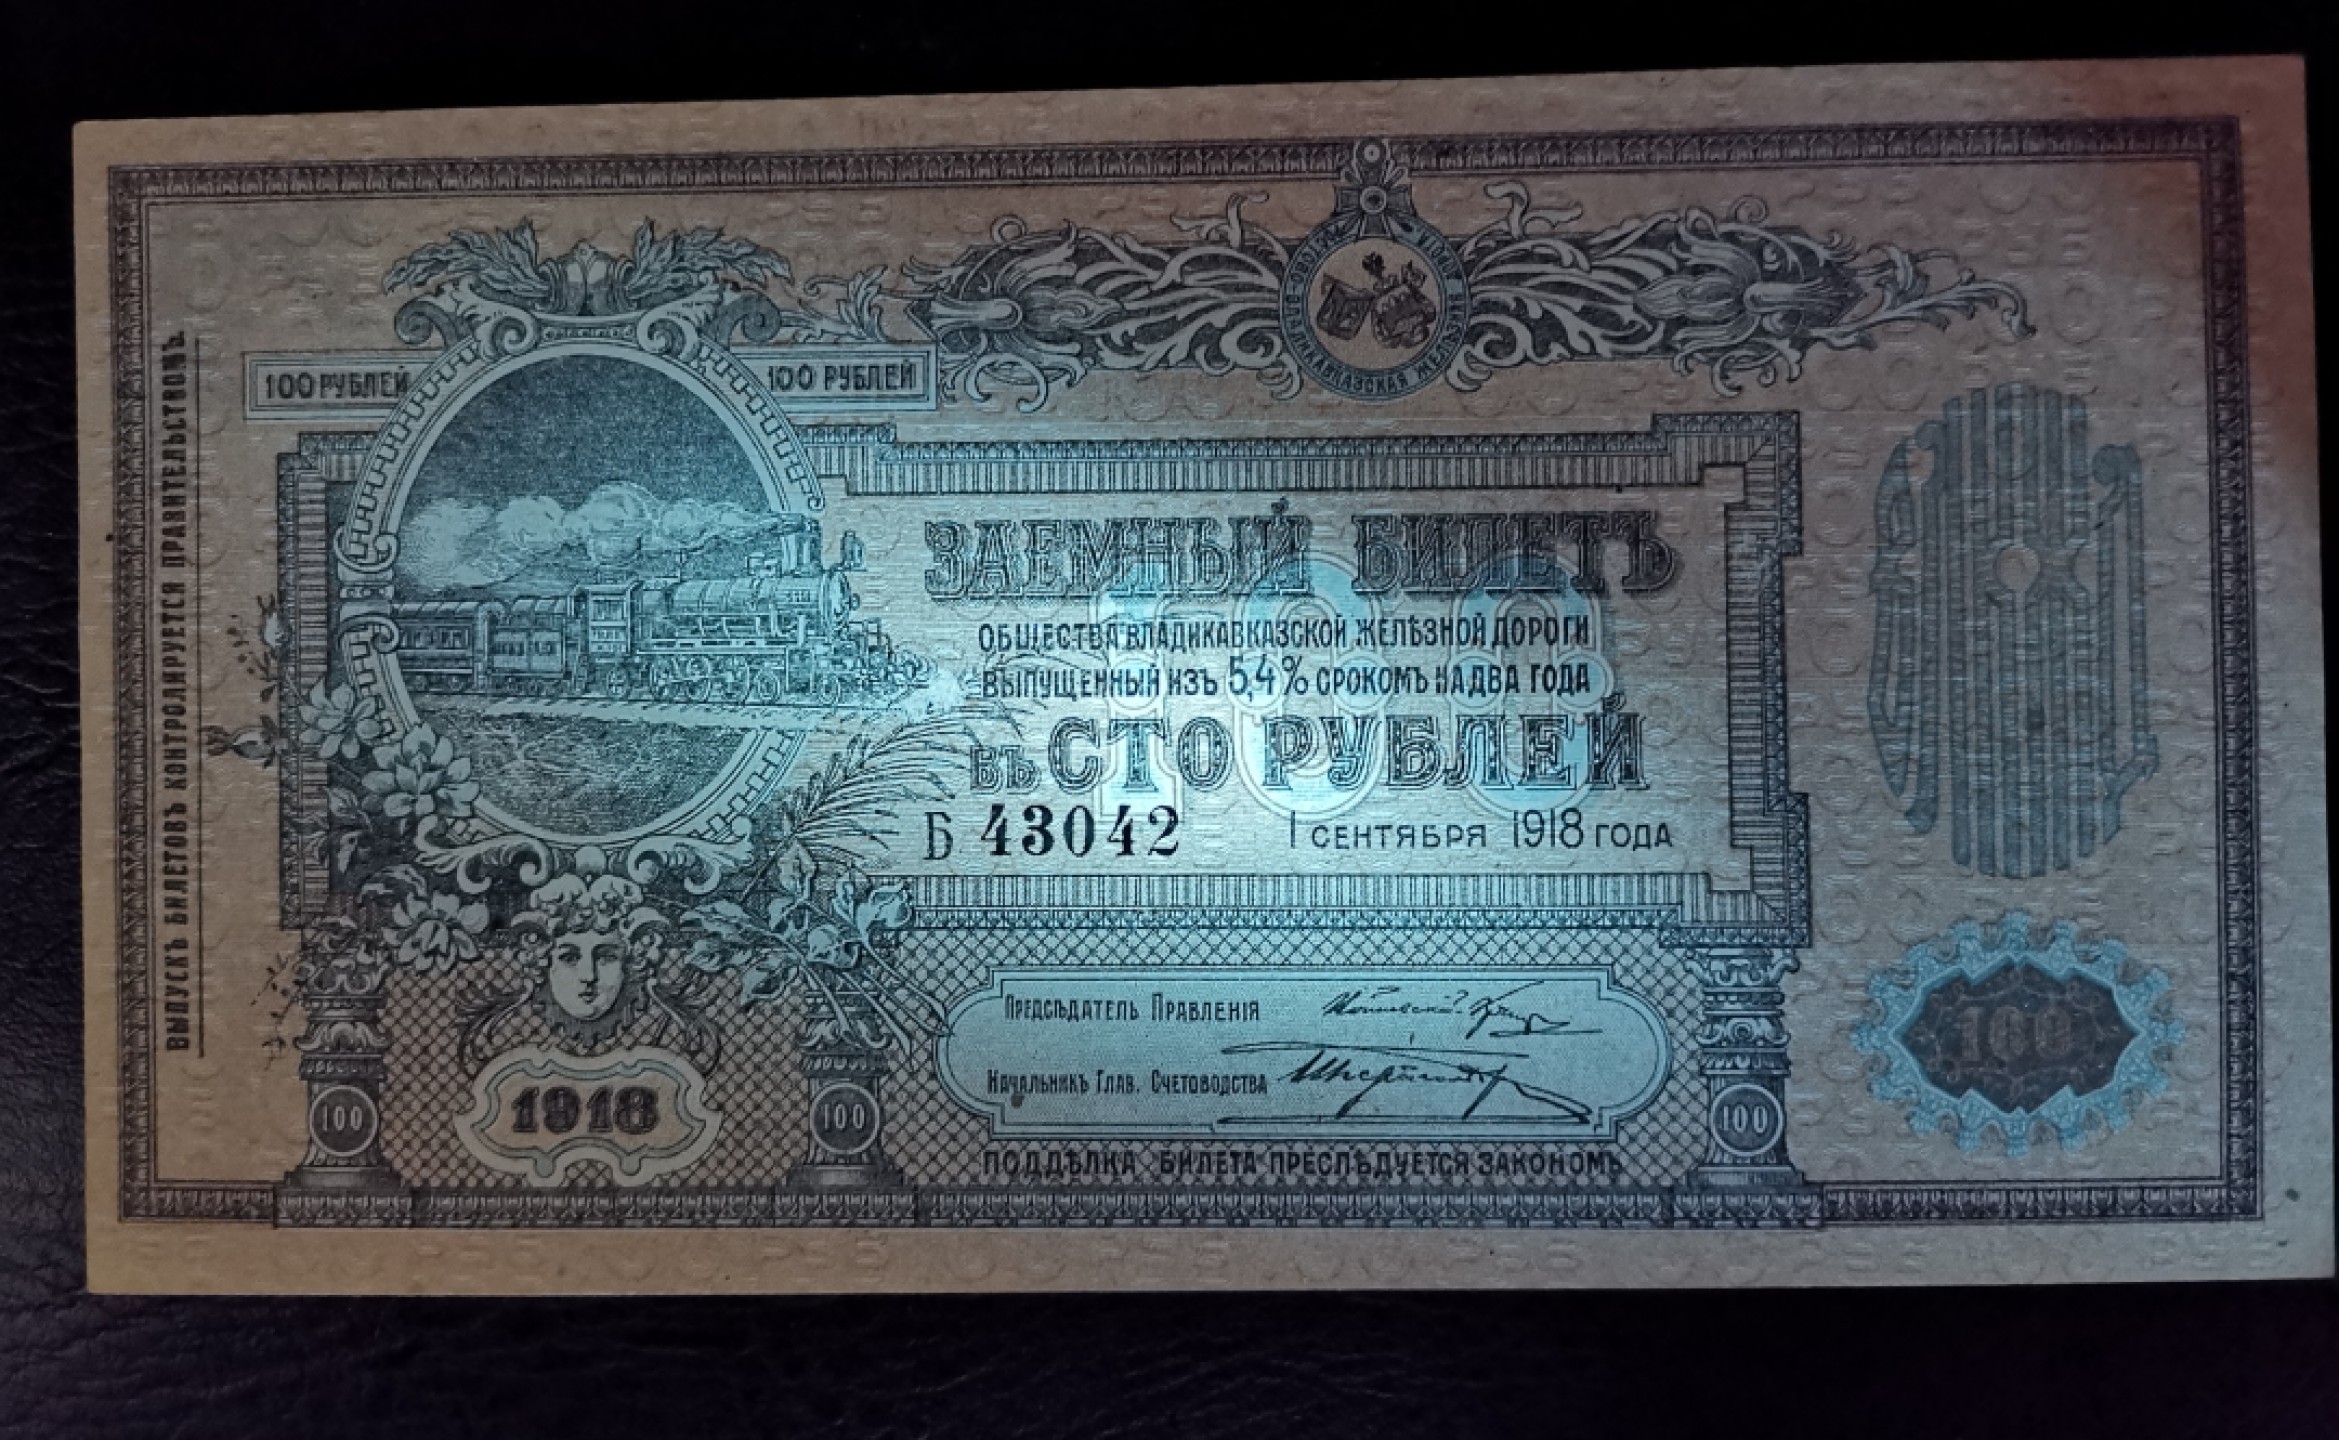 ВЫПУСКЪ БИЛЕТОВЪ КОНТРОЛИРУЕТСЯ ПРАВИТЕЛЬСТВОМЪ.
100 РУБЛЕЙ
100 РУБЛЕЙ
ВЛАДИКАВКАЗСКАЯ
ЗАЕМНЫЙ БИЛЕТЪ
ОБЩЕСТВА ВЛАДИКАВКАЗСКОЙ ЖЕЛѢЗНОЙ ДОРОГИ
ВЫПУЩЕННЫЙ ИЗЪ 5,4% СРОКОМЪ НА ДВА ГОДА
ВЪ СТО РУБЛЕЙ
100
Б 43042
1 СЕНТЯБРЯ 1918 ГОДА
ПРЕДСѢДАТЕЛЬ ПРАВЛЕНІЯ
НАЧАЛЬНИКЪ ГЛАВ. СЧЕТОВОДСТВА
1918
100
100
100
100
ПОДДѢЛКА БИЛЕТА ПРЕСЛѢДУЕТСЯ ЗАКОНОМЪ